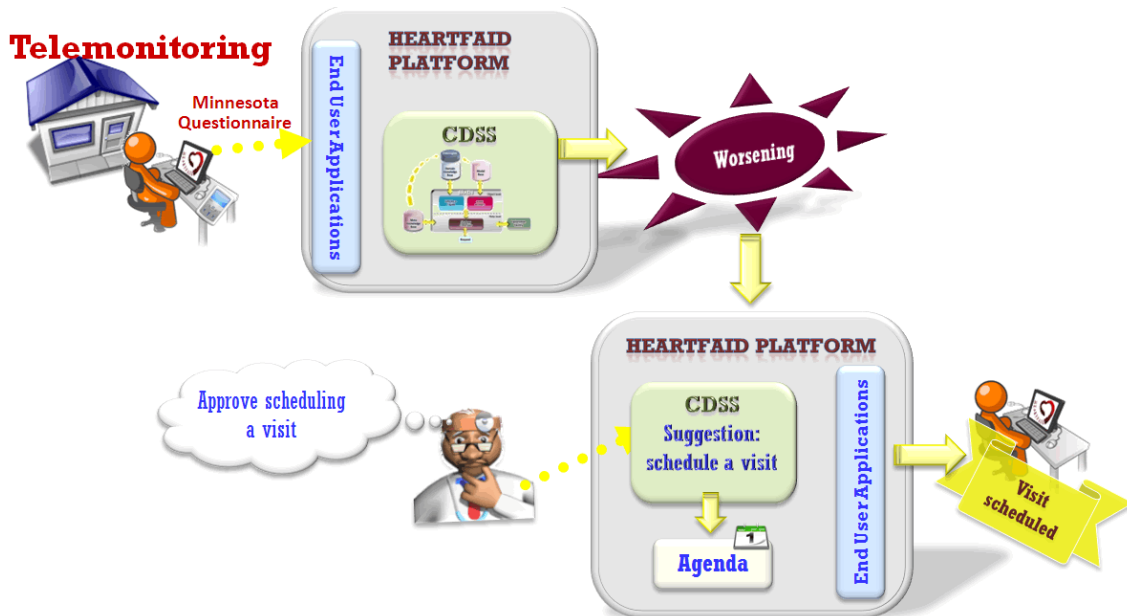 Telemonitoring
Minnesota
Questionnaire
End User Applications
HEARTFAID
PLATFORM
CDSS
Worsening
HEARTFAID PLATFORM
Approve scheduling
a visit
CDSS
Suggestion:
schedule a visit
1
Agenda
End User Applications
Visit
scheduled